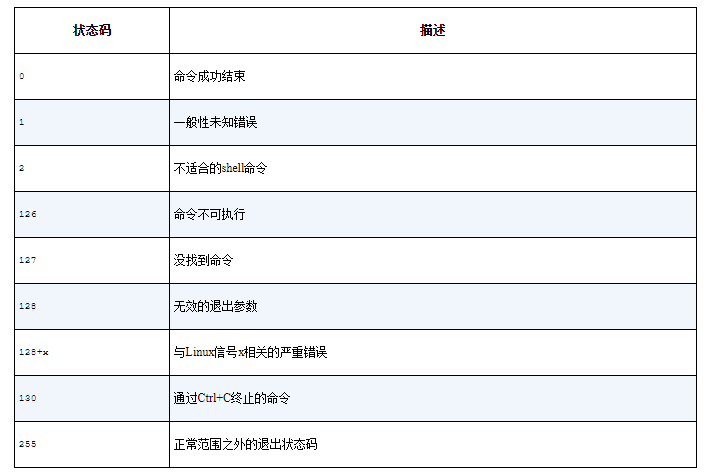 状态码 描述
0 命令成功结束
1 一般性未知错误
2 不适合的shell命令
126 命令不可执行
127 没找到命令
128 无效的退出参数
128+x 与Linux信号x相关的严重错误
130 通过Ctrl+C终止的命令
255 正常范围之外的退出状态码